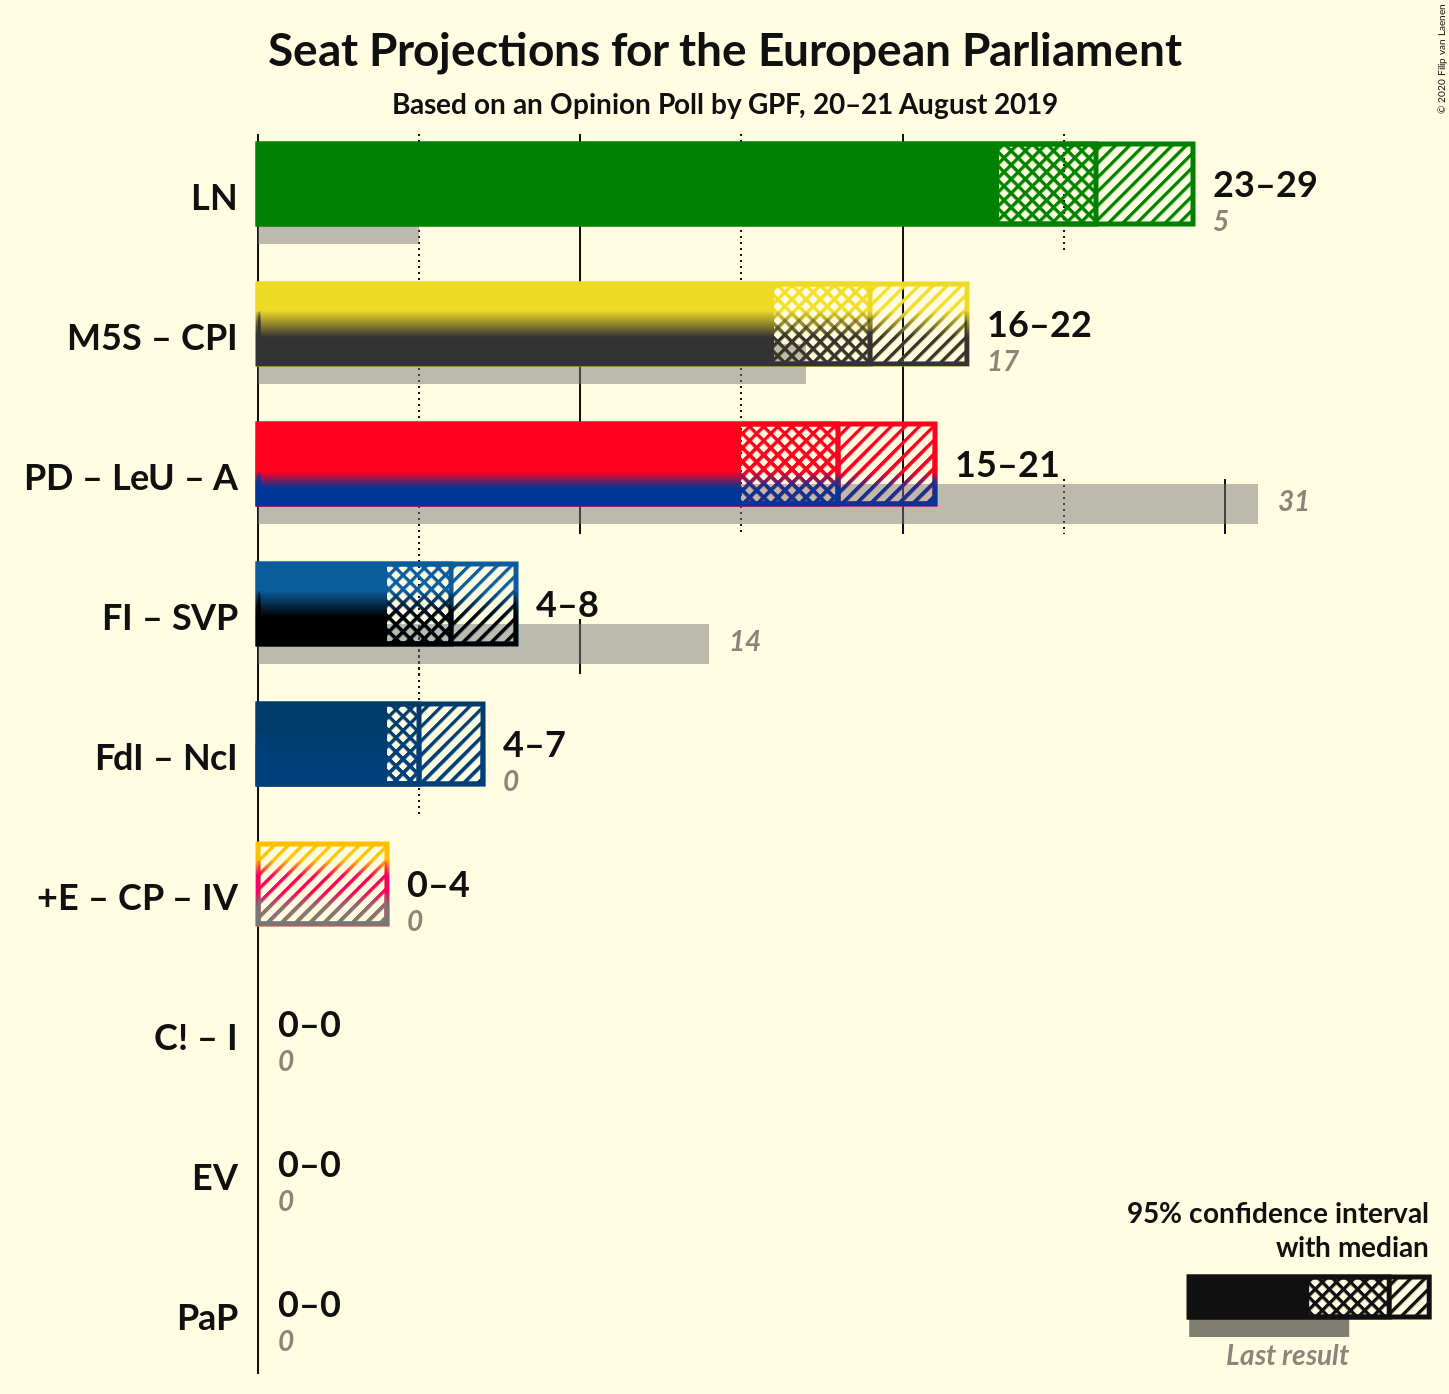 Seat Projections for the European Parliament
Based on an Opinion Poll by GPF, 20–21 August 2019
© 2020 Filip van Laenen
LN
23–29
5
M5S – CPI
16–22
17
PD – LeU – A
15–21
31
FI – SVP
4–8
14
FdI – NcI
4–7
0
+E – CP – IV
0–4
0
C! – I
0–0
0
EV
0–0
0
PaP
0–0
0
95% confidence interval
with median
Last result